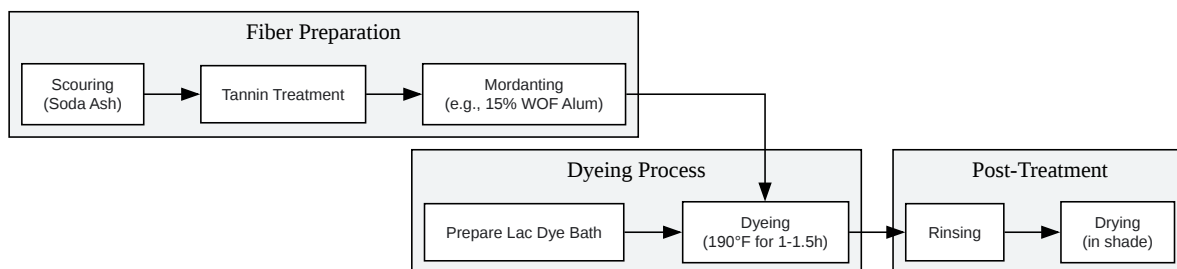 Fiber Preparation
Scouring
(Soda Ash)
Tannin Treatment
Mordanting
(e.g., 15% WOF Alum)
Dyeing Process
Prepare Lac Dye Bath
Dyeing
(190°F for 1-1.5h)
Post-Treatment
Rinsing
Drying
(in shade)